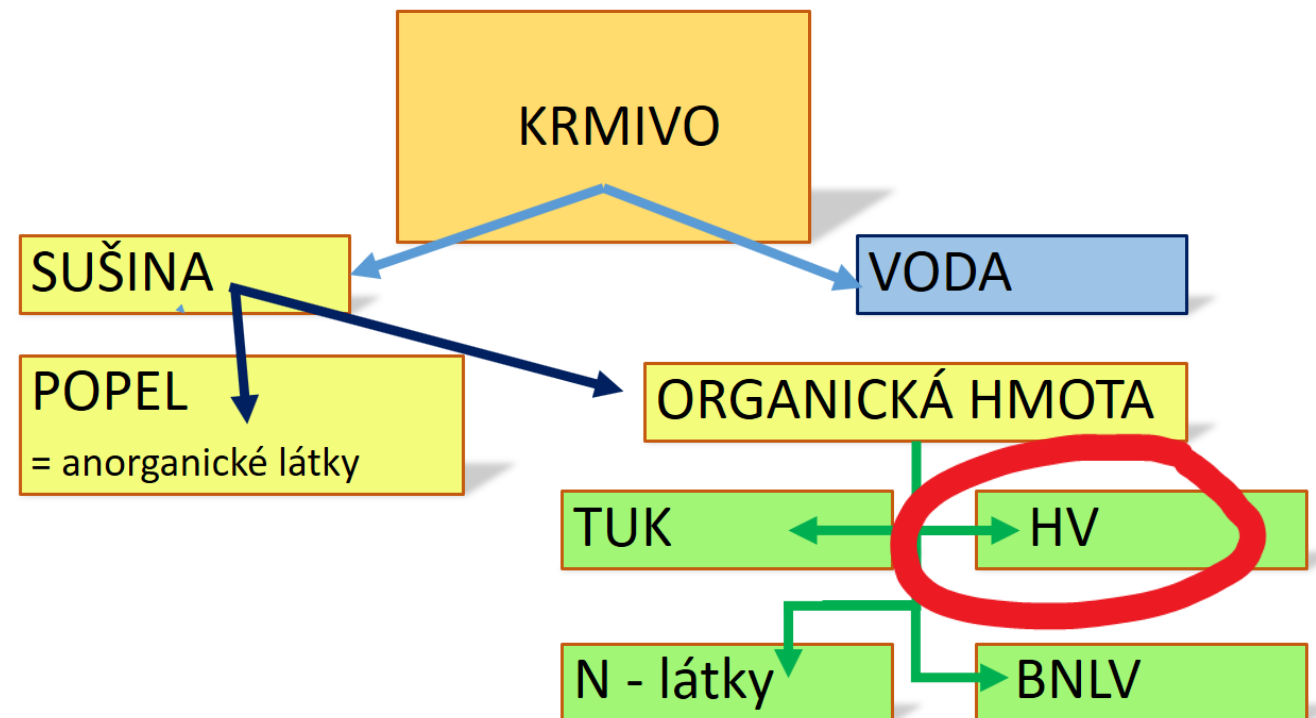 KRMIVO
SUŠINA
VODA
POPEL
= anorganické látky
ORGANICKÁ HMOTA
TUK
HV
N - látky
BNLV